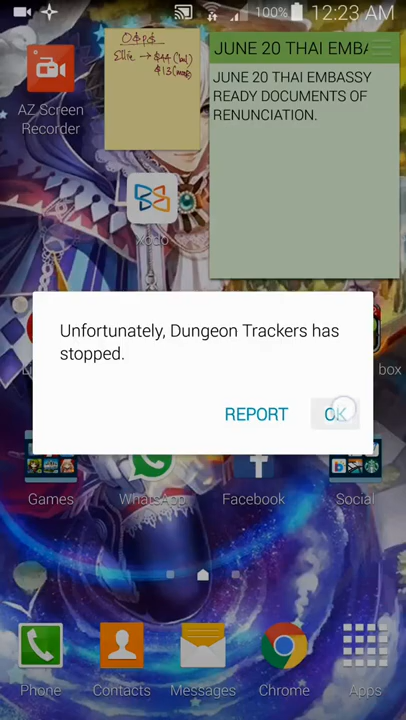 100% 12:23 AM
AZ Screen
Recorder
JUNE 20 THAI EMBA
JUNE 20 THAI EMBASSY
READY DOCUMENTS OF
RENUNCIATION.
Xodo
box
Unfortunately, Dungeon Trackers has
stopped.
REPORT OK
Games WhatsApp Facebook Social
Phone Contacts Messages Chrome Apps